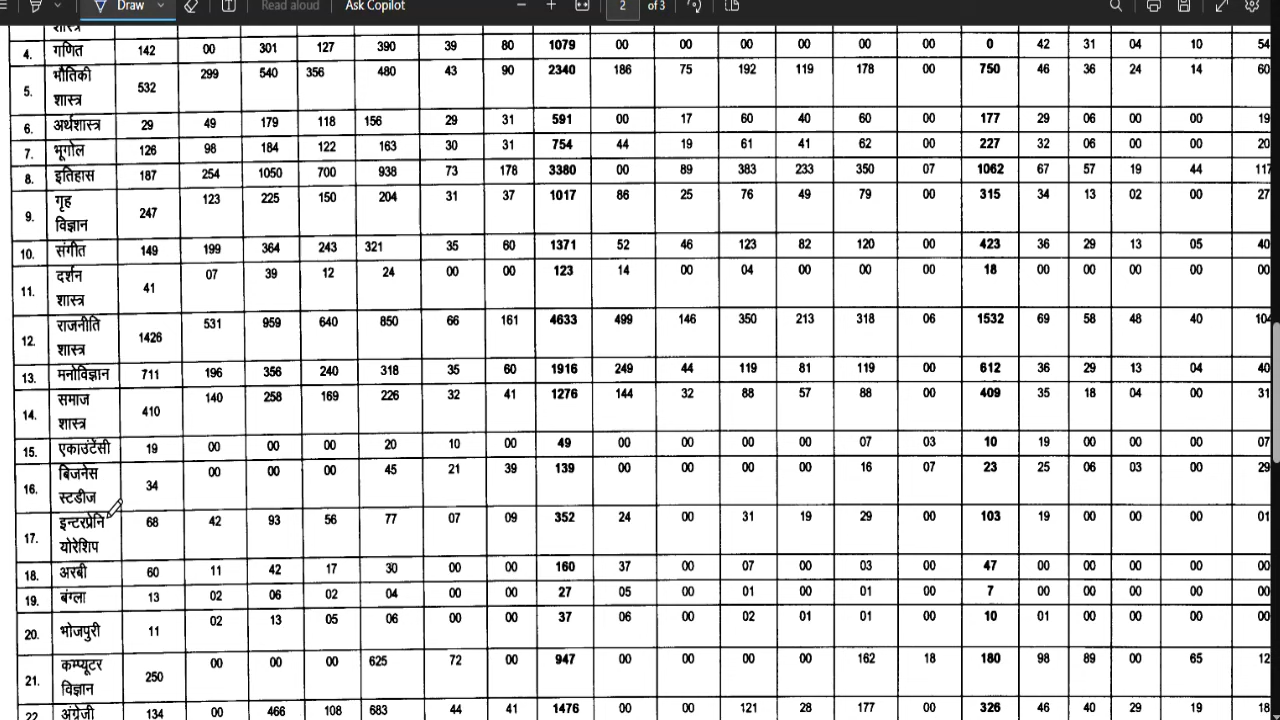 Draw Read aloud Ask Copilot 2 of 3
शास्त्र
4. गणित 142 00 301 127 390 39 80 1079 00 00 00 00 00 00 0 42 31 04 10 54
5. भौतिकी शास्त्र 532 299 540 356 480 43 90 2340 186 75 192 119 178 00 750 46 36 24 14 60
6. अर्थशास्त्र 29 49 179 118 156 29 31 591 00 17 60 40 60 00 177 29 06 00 00 19
7. भूगोल 126 98 184 122 163 30 31 754 44 19 61 41 62 00 227 32 06 00 00 20
8. इतिहास 187 254 1050 700 938 73 178 3380 00 89 383 233 350 07 1062 67 57 19 44 117
9. गृह विज्ञान 247 123 225 150 204 31 37 1017 86 25 76 49 79 00 315 34 13 02 00 27
10. संगीत 149 199 364 243 321 35 60 1371 52 46 123 82 120 00 423 36 29 13 05 40
11. दर्शन शास्त्र 41 07 39 12 24 00 00 123 14 00 04 00 00 00 18 00 00 00 00 00
12. राजनीति शास्त्र 1426 531 959 640 850 66 161 4633 499 146 350 213 318 06 1532 69 58 48 40 104
13. मनोविज्ञान 711 196 356 240 318 35 60 1916 249 44 119 81 119 00 612 36 29 13 04 40
14. समाज शास्त्र 410 140 258 169 226 32 41 1276 144 32 88 57 88 00 409 35 18 04 00 31
15. एकाउंटेंसी 19 00 00 00 20 10 00 49 00 00 00 00 07 03 10 19 00 00 00 07
16. बिजनेस स्टडीज 34 00 00 00 45 21 39 139 00 00 00 00 16 07 23 25 06 03 00 29
17. इन्टरप्रेनि योरेशिप 68 42 93 56 77 07 09 352 24 00 31 19 29 00 103 19 00 00 00 01
18. अरबी 60 11 42 17 30 00 00 160 37 00 07 00 03 00 47 00 00 00 00 00
19. बंग्ला 13 02 06 02 04 00 00 27 05 00 01 00 01 00 7 00 00 00 00 00
20. भोजपुरी 11 02 13 05 06 00 00 37 06 00 02 01 01 00 10 01 00 00 00 00
21. कम्प्यूटर विज्ञान 250 00 00 00 625 72 00 947 00 00 00 00 162 18 180 98 89 00 65 12
22 अंग्रेजी 134 00 466 108 683 44 41 1476 00 00 121 28 177 00 326 46 40 29 19 18